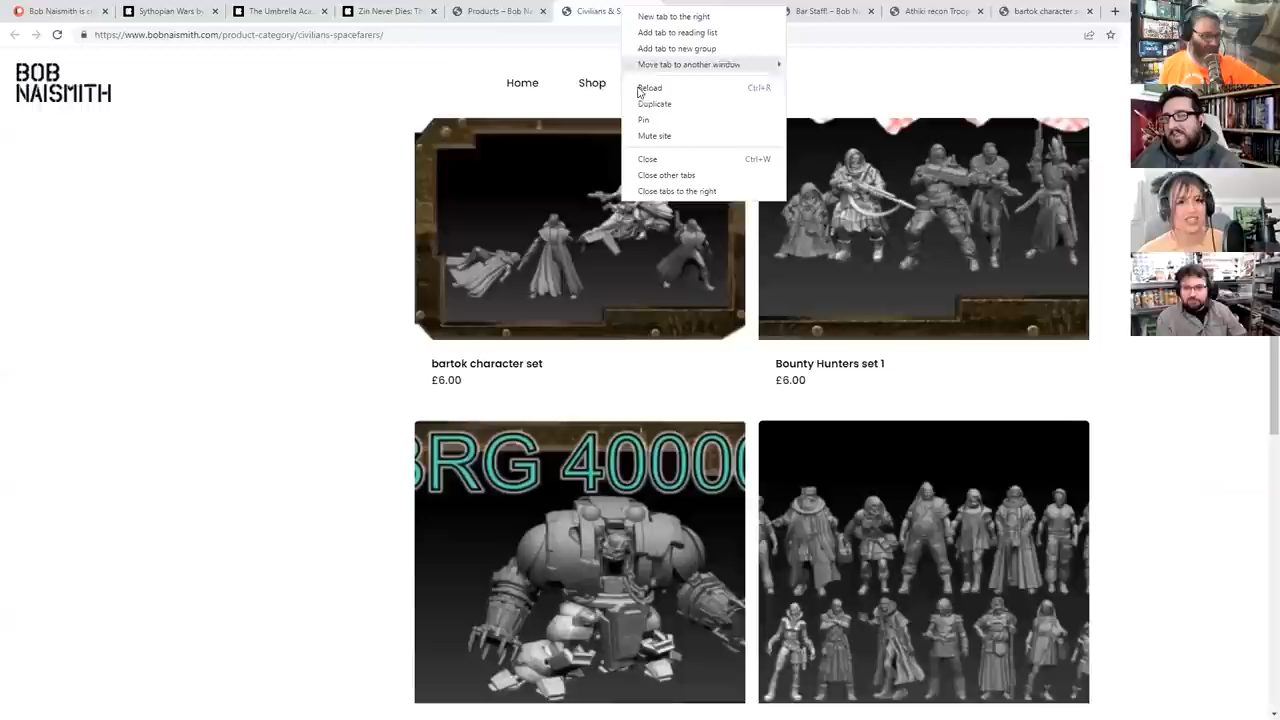 Bob Naismith is c
Sythopian Wars b
The Umbrella Aca
Zin Never Dies: Th
Products – Bob Na
Civilians & S
Bar Staff! – Bob N
Athiki recon Troop
bartok character s
https://www.bobnaismith.com/product-category/civilians-spacefarers/
New tab to the right
Add tab to reading list
Add tab to new group
Move tab to another window
Reload Ctrl+R
Duplicate
Pin
Mute site
Close Ctrl+W
Close other tabs
Close tabs to the right
BOB
NAISMITH
Home
Shop
bartok character set
£6.00
Bounty Hunters set 1
£6.00
BRG 40000